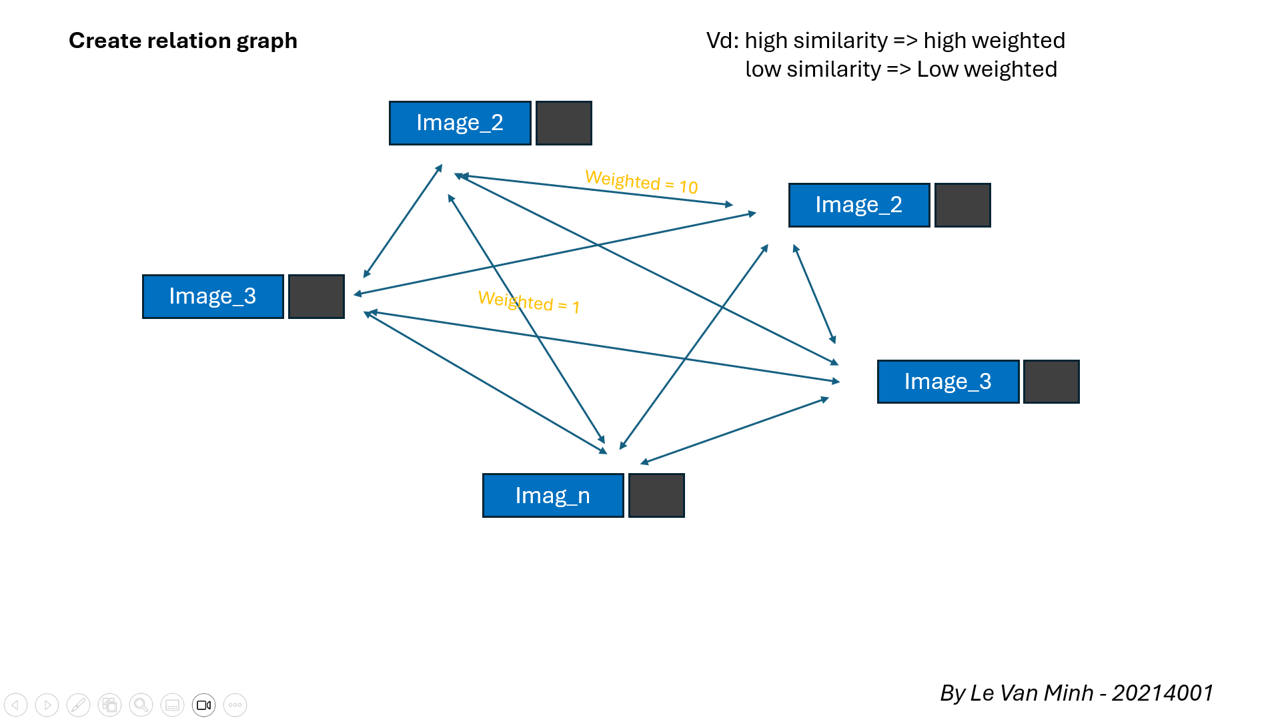 Create relation graph
Vd: high similarity => high weighted
low similarity => Low weighted
Image_2
Weighted = 10
Image_2
Image_3
Weighted = 1
Image_3
Imag_n
By Le Van Minh - 20214001